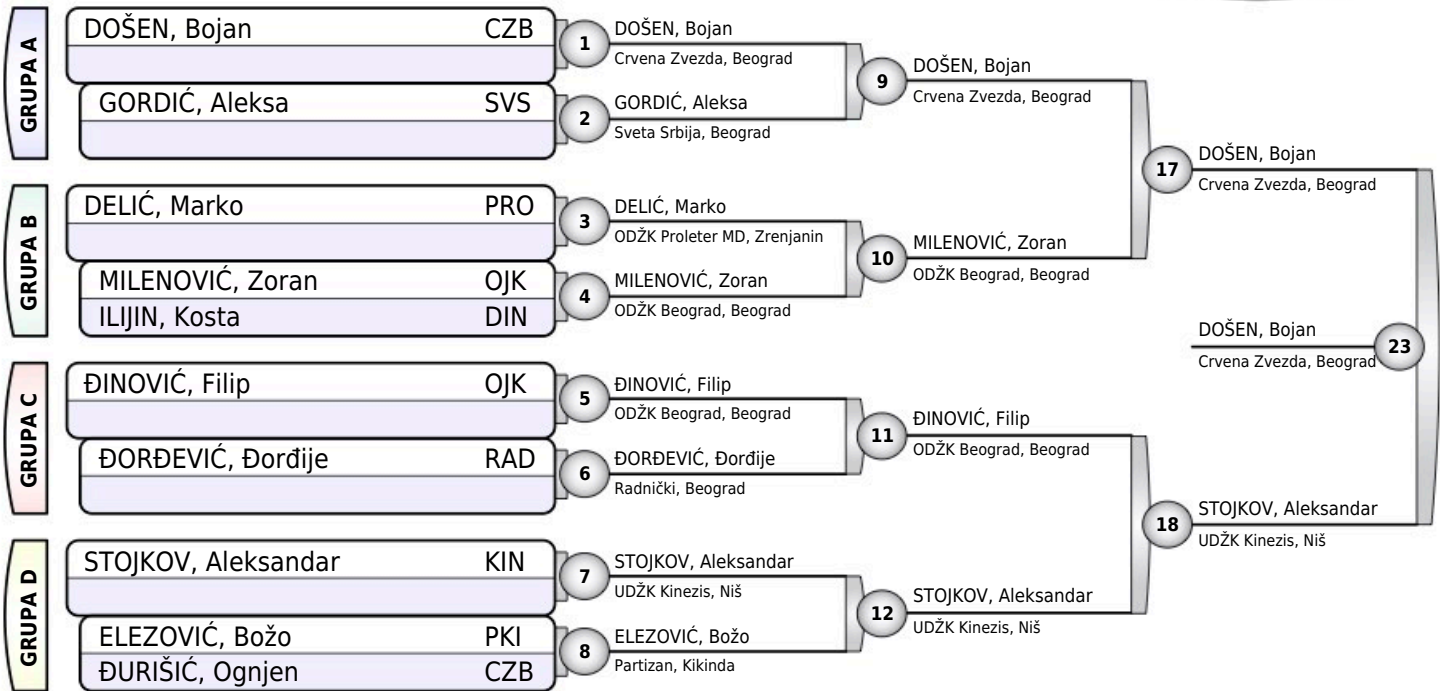 GRUPA A
DOŠEN, Bojan CZB
GORDIĆ, Aleksa SVS
GRUPA B
DELIĆ, Marko PRO
MILENOVIĆ, Zoran OJK
ILIJIN, Kosta DIN
GRUPA C
ĐINOVIĆ, Filip OJK
ĐORĐEVIĆ, Đorđije RAD
GRUPA D
STOJKOV, Aleksandar KIN
ELEZOVIĆ, Božo PKI
ĐURIŠIĆ, Ognjen CZB
1 DOŠEN, Bojan
Crvena Zvezda, Beograd
2 GORDIĆ, Aleksa
Sveta Srbija, Beograd
3 DELIĆ, Marko
ODŽK Proleter MD, Zrenjanin
4 MILENOVIĆ, Zoran
ODŽK Beograd, Beograd
5 ĐINOVIĆ, Filip
ODŽK Beograd, Beograd
6 ĐORĐEVIĆ, Đorđije
Radnički, Beograd
7 STOJKOV, Aleksandar
UDŽK Kinezis, Niš
8 ELEZOVIĆ, Božo
Partizan, Kikinda
9 DOŠEN, Bojan
Crvena Zvezda, Beograd
10 MILENOVIĆ, Zoran
ODŽK Beograd, Beograd
11 ĐINOVIĆ, Filip
ODŽK Beograd, Beograd
12 STOJKOV, Aleksandar
UDŽK Kinezis, Niš
17 DOŠEN, Bojan
Crvena Zvezda, Beograd
18 STOJKOV, Aleksandar
UDŽK Kinezis, Niš
DOŠEN, Bojan
Crvena Zvezda, Beograd 23